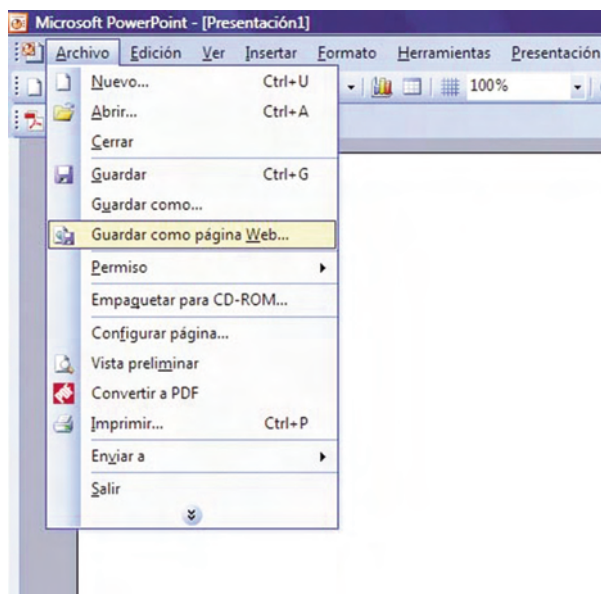 Microsoft PowerPoint - [Presentación1]
Archivo Edición Ver Insertar Formato Herramientas Presentación
100%
Nuevo... Ctrl+U
Abrir... Ctrl+A
Cerrar
Guardar Ctrl+G
Guardar como...
Guardar como página Web...
Permiso
Empaquetar para CD-ROM...
Configurar página...
Vista preliminar
Convertir a PDF
Imprimir... Ctrl+P
Enviar a
Salir